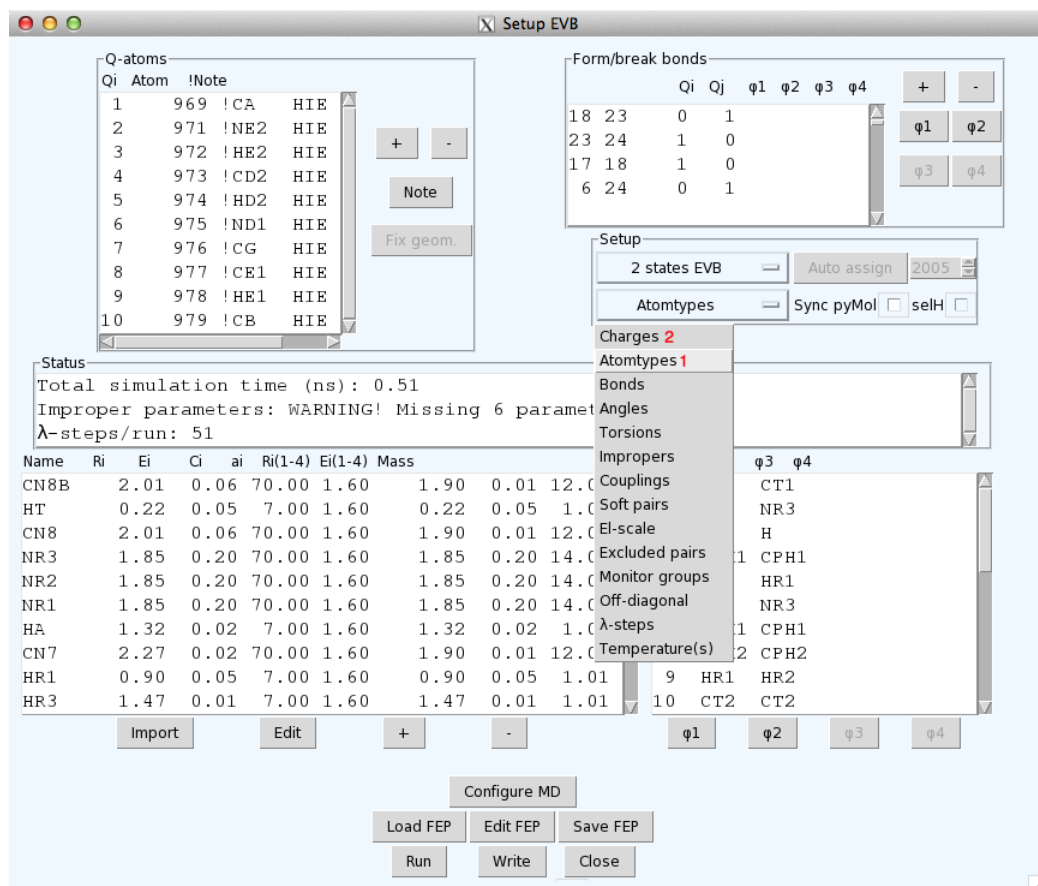 Setup EVB
Q-atoms
Qi Atom !Note
1 969 !CA HIE
2 971 !NE2 HIE
3 972 !HE2 HIE
4 973 !CD2 HIE
5 974 !HD2 HIE
6 975 !ND1 HIE
7 976 !CG HIE
8 977 !CE1 HIE
9 978 !HE1 HIE
10 979 !CB HIE
+ -
Note
Fix geom.
Form/break bonds
Qi Qj φ1 φ2 φ3 φ4
18 23 0 1
23 24 1 0
17 18 1 0
6 24 0 1
+ -
φ1 φ2
φ3 φ4
Setup
2 states EVB Auto assign 2005
Atomtypes Sync pyMol selH
Charges 2
Atomtypes 1
Bonds
Angles
Torsions
Impropers
Couplings
Soft pairs
El-scale
Excluded pairs
Monitor groups
Off-diagonal
λ-steps
Temperature(s)
Status
Total simulation time (ns): 0.51
Improper parameters: WARNING! Missing 6 paramet
λ-steps/run: 51
Name Ri Ei Ci ai Ri(1-4) Ei(1-4) Mass
CN8B 2.01 0.06 70.00 1.60 1.90 0.01 12.0
HT 0.22 0.05 7.00 1.60 0.22 0.05 1.0
CN8 2.01 0.06 70.00 1.60 1.90 0.01 12.0
NR3 1.85 0.20 70.00 1.60 1.85 0.20 14.0
NR2 1.85 0.20 70.00 1.60 1.85 0.20 14.0
NR1 1.85 0.20 70.00 1.60 1.85 0.20 14.0
HA 1.32 0.02 7.00 1.60 1.32 0.02 1.0
CN7 2.27 0.02 70.00 1.60 1.90 0.01 12.0
HR1 0.90 0.05 7.00 1.60 0.90 0.05 1.01
HR3 1.47 0.01 7.00 1.60 1.47 0.01 1.01
φ3 φ4
CT1
NR3
H
1 CPH1
HR1
NR3
1 CPH1
2 CPH2
9 HR1 HR2
10 CT2 CT2
Import Edit + -
φ1 φ2 φ3 φ4
Configure MD
Load FEP Edit FEP Save FEP
Run Write Close